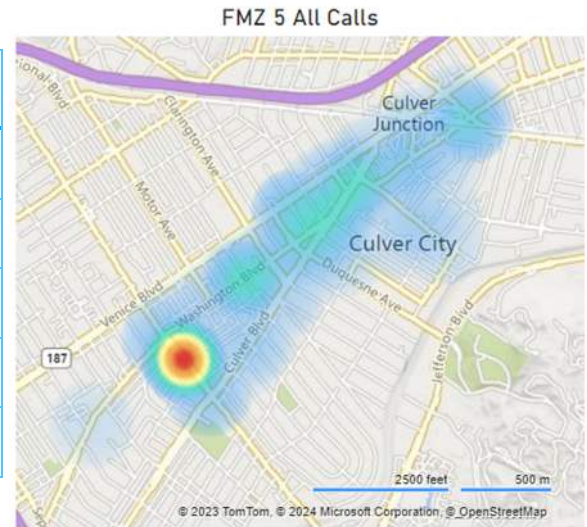 FMZ 5 All Calls
Culver
Junction
Clarington Ave
Motor Ave
Culver City
Venice Blvd
Washington Blvd
Duquesne Ave
Culver Blvd
Jefferson Blvd
187
2500 feet
500 m
© 2023 TomTom, © 2024 Microsoft Corporation, © OpenStreetMap